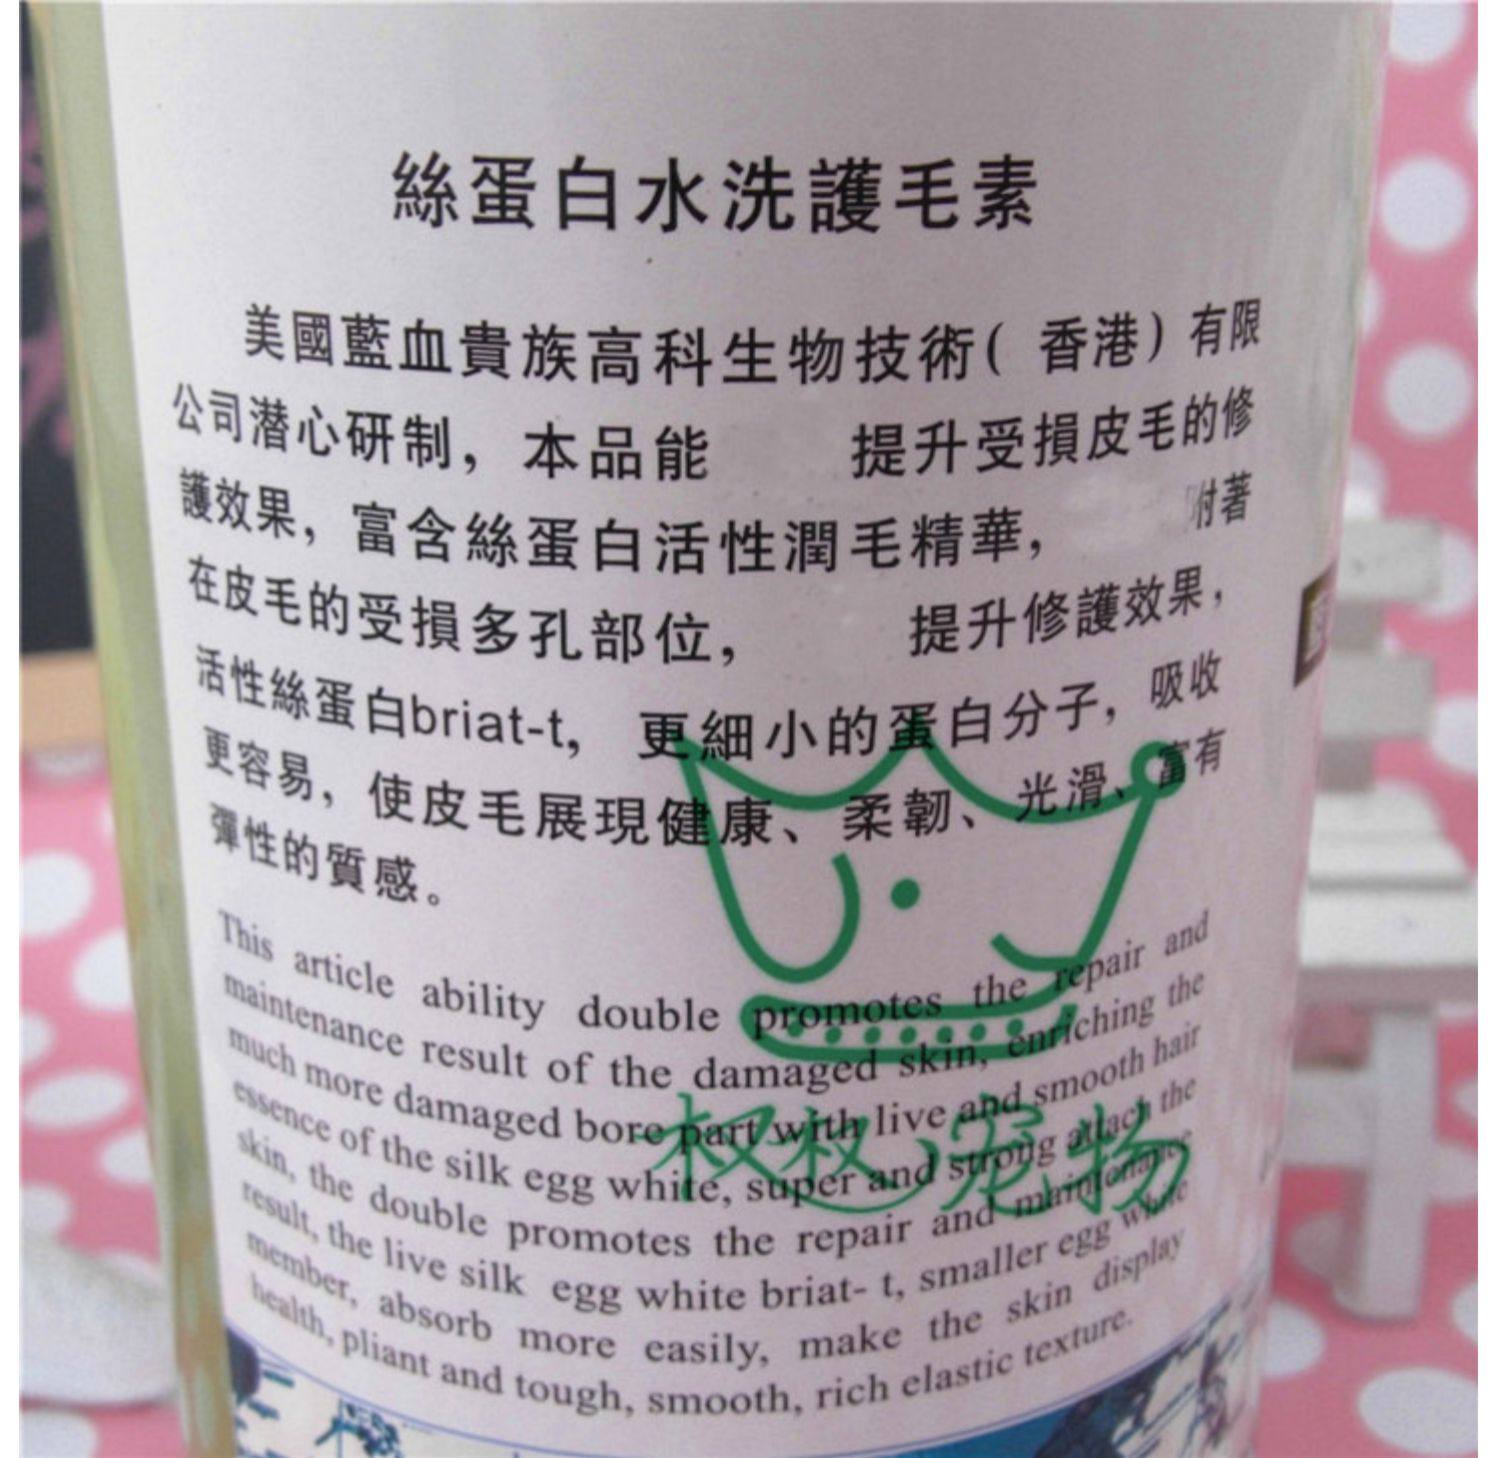 絲蛋白水洗護毛素
美國藍血貴族高科生物技術( 香港) 有限
公司潜心研制，本品能 提升受損皮毛的修
護效果，富含絲蛋白活性潤毛精華， 附著
在皮毛的受損多孔部位， 提升修護效果，
活性絲蛋白briat-t， 更細小的蛋白分子，吸收
更容易，使皮毛展現健康、柔韌、光滑、富有
彈性的質感。
This article ability double promotes the repair and
maintenance result of the damaged skin, enriching the
much more damaged bore part with live and smooth hair
essence of the silk egg white, super and strong attach the
skin, the double promotes the repair and maintenance
result, the live silk egg white briat- t, smaller egg white
member, absorb more easily, make the skin display
health, pliant and tough, smooth, rich elastic texture.
叔叔宠物